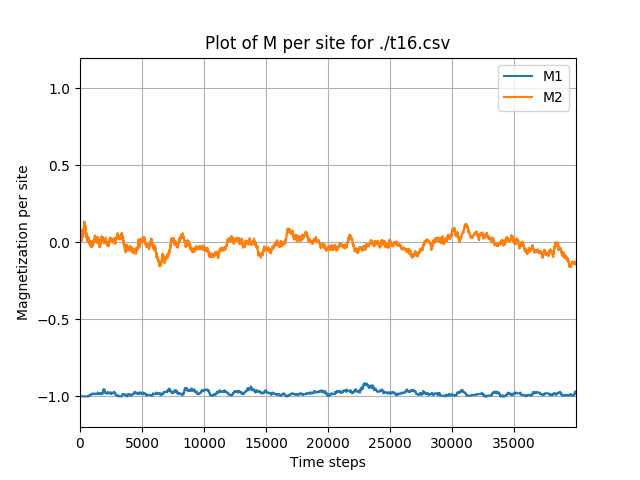 Plot of M per site for ./t16.csv
M1
M2
Magnetization per site
1.0
0.5
0.0
−0.5
−1.0
0 5000 10000 15000 20000 25000 30000 35000
Time steps